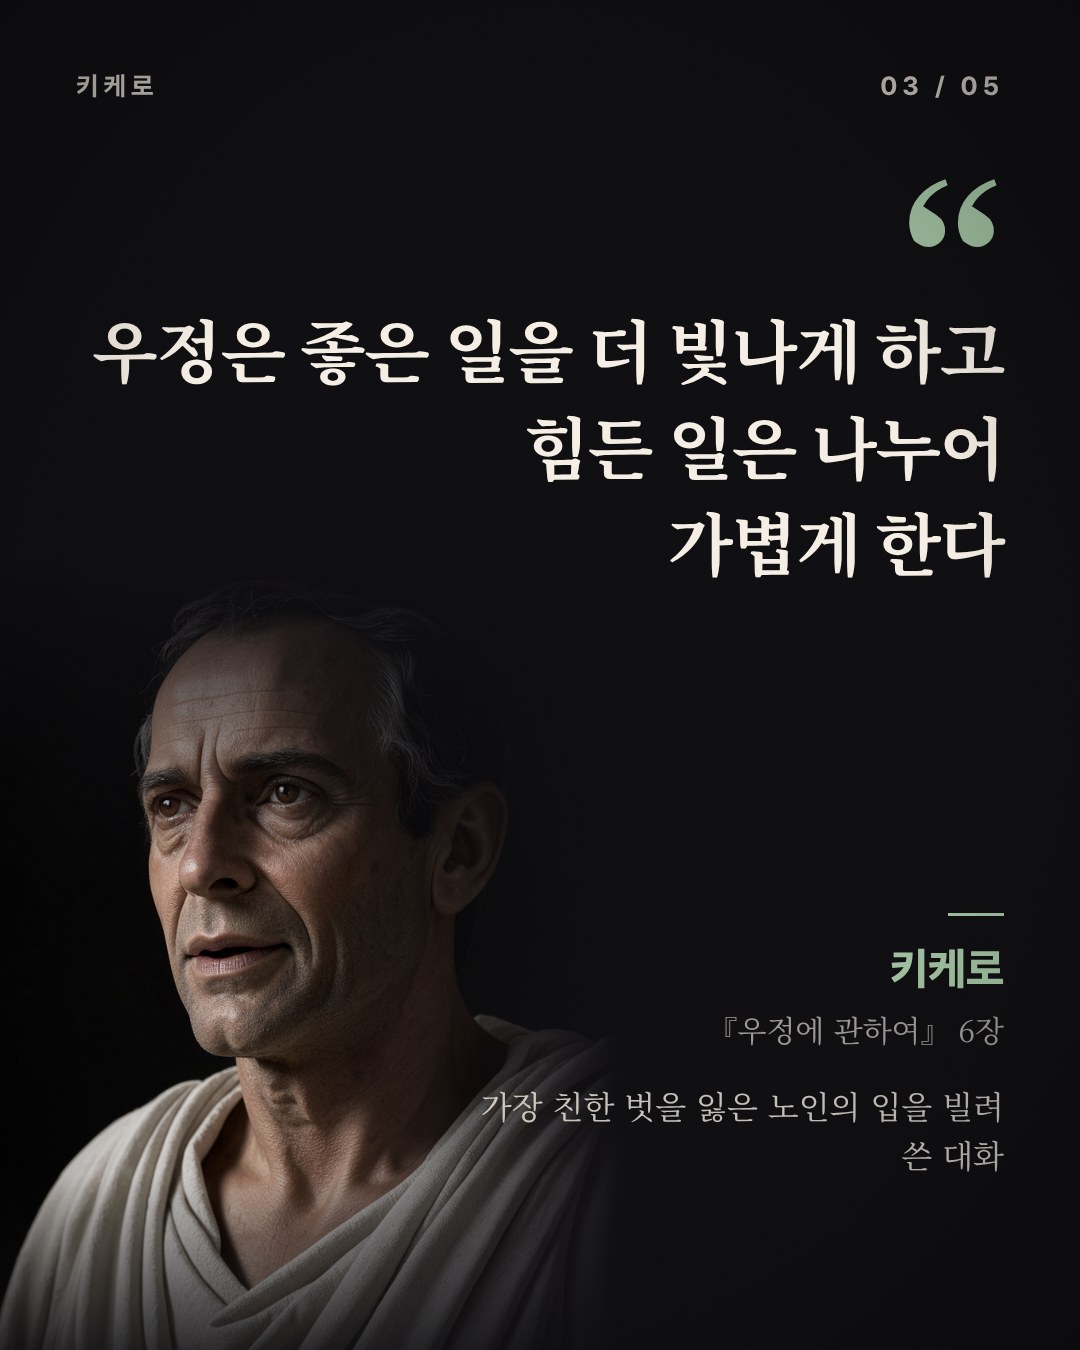 키케로
03 / 05
“
우정은 좋은 일을 더 빛나게 하고
힘든 일은 나누어
가볍게 한다
키케로
『우정에 관하여』 6장
가장 친한 벗을 잃은 노인의 입을 빌려
쓴 대화